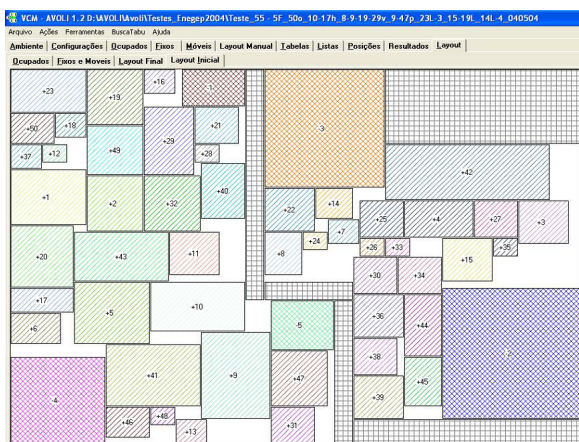 VCM - AVOLI 1.2 D:\AVOLI\Avoli\Testes_Enegep2004\Teste_55 - 5F_50o_10-17h_8-9-19-29v_9-47p_23L-3_15-19L_14L-4_040504
Arquivo Ações Ferramentas BuscaTabu Ajuda
Ambiente Configurações Ocupados Fixos Móveis Layout Manual Tabelas Listas Posições Resultados Layout
Ocupados Fixos e Moveis Layout Final Layout Inicial
+23 +19 +16 -1 -3
+50 +18 +29 +21
+37 +12 +49 +28
+42
+1 +2 +32 +40
+22 +14 +25 +4 +27 +3
+7
+20 +43 +11 +8 +24 +26 +33 +35
+15
+30 +34
+17 +5 +10
+6 -5 +36 +44
-2
+38
+4 +41 +9 +47 +45
+39
+46 +48
+13 +31